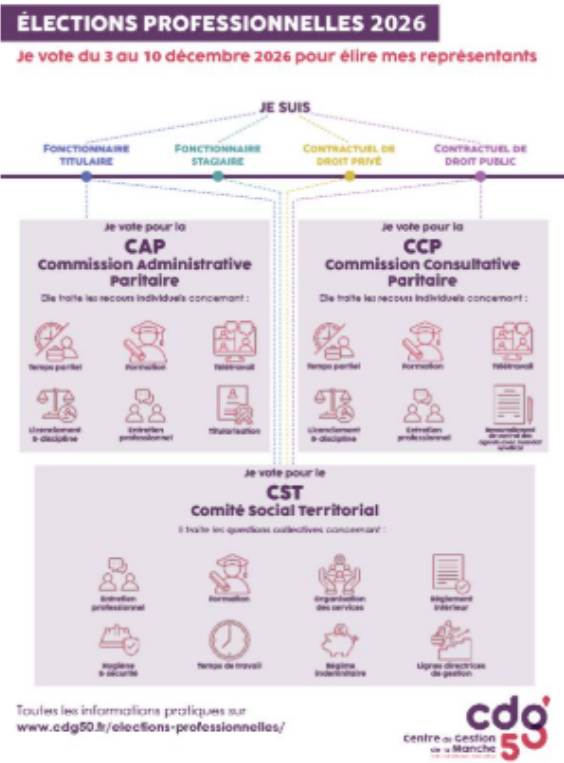 ÉLECTIONS PROFESSIONNELLES 2026
Je vote du 3 au 10 décembre 2026 pour élire mes représentants
JE SUIS
FONCTIONNAIRE
TITULAIRE
FONCTIONNAIRE
STAGIAIRE
CONTRACTUEL DE
DROIT PRIVÉ
CONTRACTUEL DE
DROIT PUBLIC
Je vote pour la
CAP
Commission Administrative
Paritaire
Elle traite les recours individuels concernant :
Temps partiel
Formation
Télétravail
Licenciement
& discipline
Entretien
professionnel
Titularisation
Je vote pour la
CCP
Commission Consultative
Paritaire
Elle traite les recours individuels concernant :
Temps partiel
Formation
Télétravail
Licenciement
& discipline
Entretien
professionnel
Je vote pour le
CST
Comité Social Territorial
Il traite les questions collectives concernant :
Entretien
professionnel
Formation
Organisation
des services
Règlement
intérieur
Hygiène
& sécurité
Temps de travail
Régime
indemnitaire
Lignes directrices
de gestion
Toutes les informations pratiques sur
www.cdg50.fr/elections-professionnelles/
cdg
50
Centre de Gestion
de la Manche